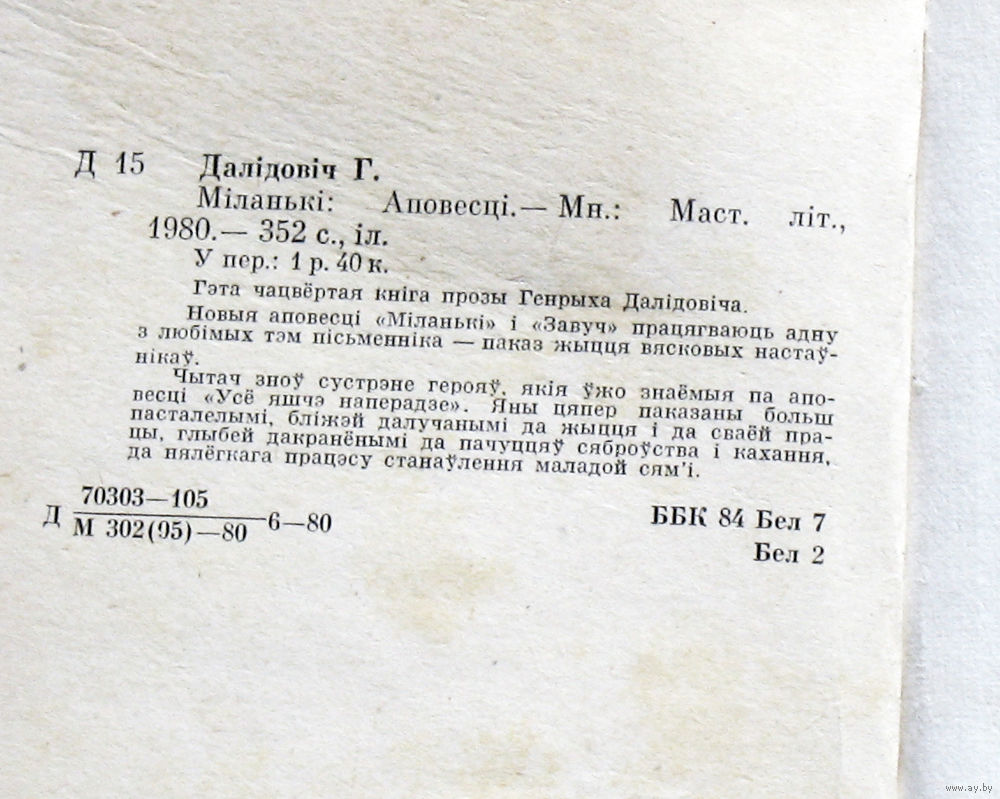 Д 15 Далідовіч Г.
Міланькі: Аповесці.— Мн.: Маст. літ.,
1980.— 352 с., іл.
У пер.: 1 р. 40 к.
Гэта чацвёртая кніга прозы Генрыха Далідовіча.
Новыя аповесці «Міланькі» і «Завуч» працягваюць адну
з любімых тэм пісьменніка — паказ жыцця вясковых настаў-
нікаў.
Чытач зноў сустрэне герояў, якія ўжо знаёмыя па апо-
весці «Усё яшчэ наперадзе». Яны цяпер паказаны больш
пасталелымі, бліжэй далучанымі да жыцця і да сваёй пра-
цы, глыбей дакранёнымі да пачуццяў сяброўства і кахання,
да нялёгкага працэсу станаўлення маладой сям'і.
Д 70303—105
М 302(95)—80 6—80
ББК 84 Бел 7
Бел 2
www.ay.by